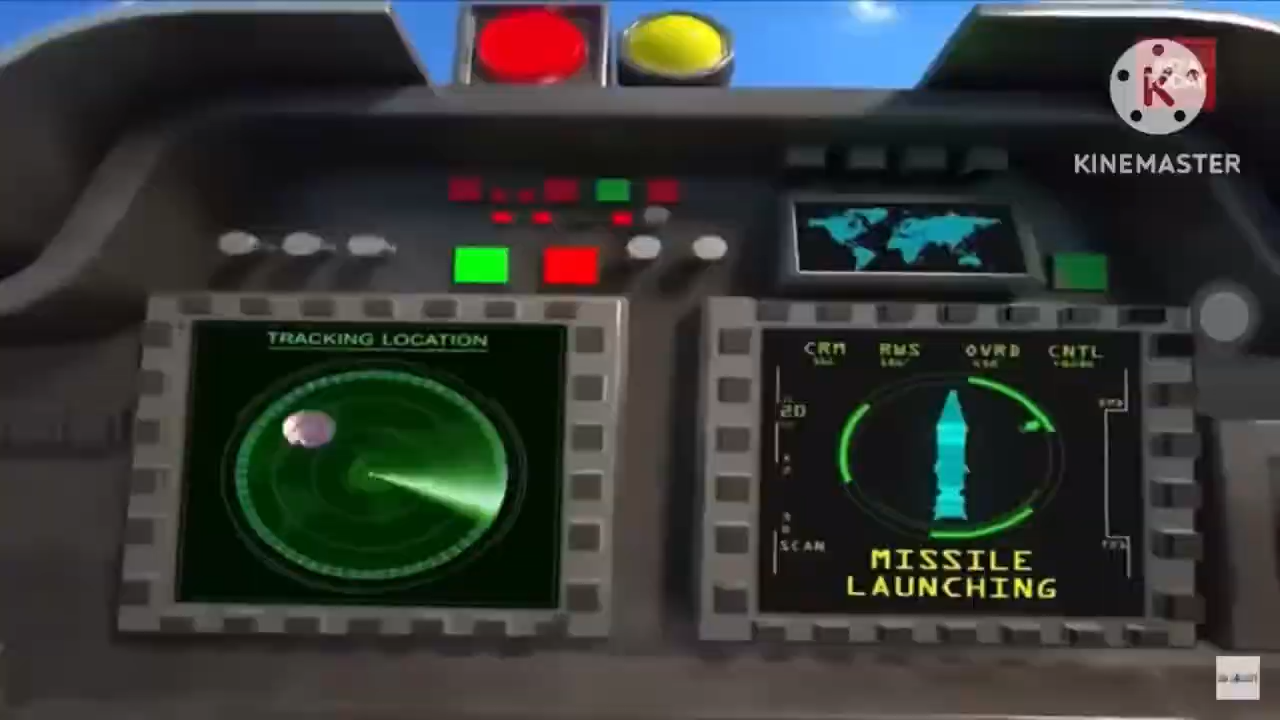 KINEMASTER
TRACKING LOCATION
CRM RWS OVRD CNTL
20
SCAN
MISSILE
LAUNCHING